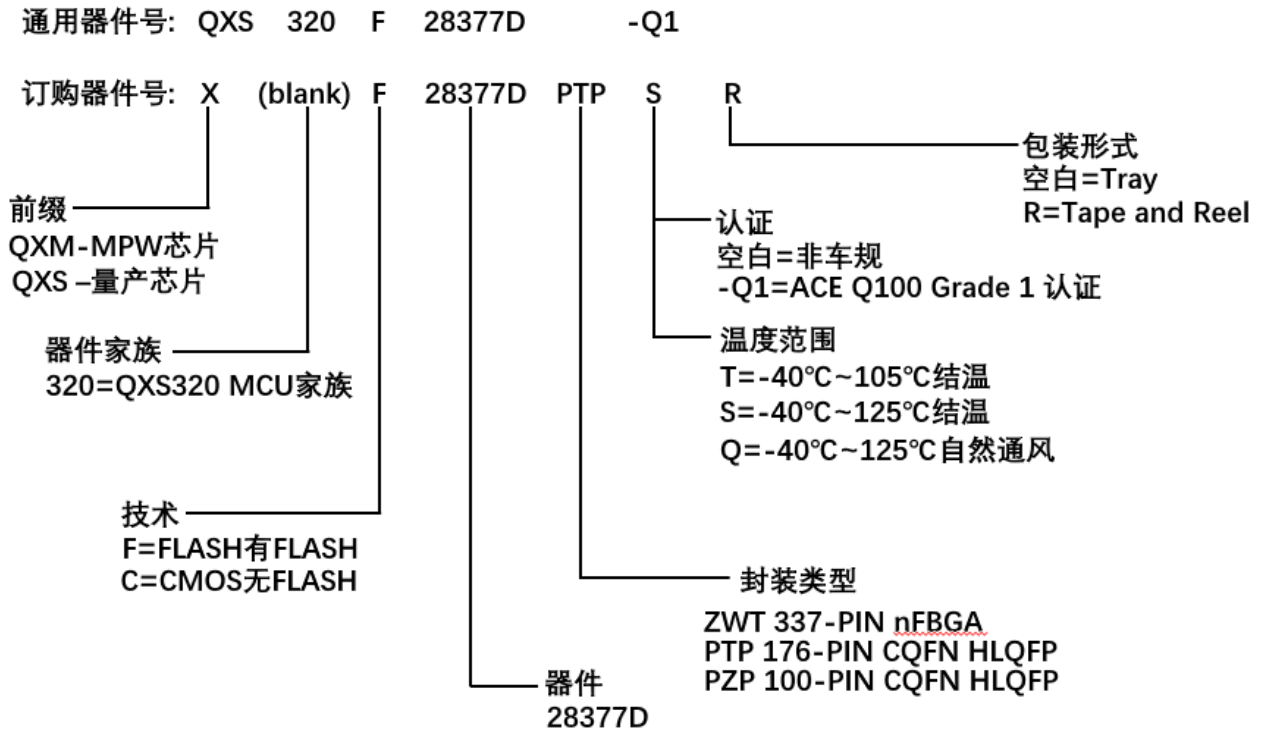 通用器件号: QXS 320 F 28377D -Q1
订购器件号: X (blank) F 28377D PTP S R
包装形式
空白=Tray
R=Tape and Reel
前缀
QXM-MPW芯片
QXS –量产芯片
认证
空白=非车规
-Q1=ACE Q100 Grade 1 认证
器件家族
320=QXS320 MCU家族
温度范围
T=-40℃~105℃结温
S=-40℃~125℃结温
Q=-40℃~125℃自然通风
技术
F=FLASH有FLASH
C=CMOS无FLASH
封装类型
ZWT 337-PIN nFBGA
PTP 176-PIN CQFN HLQFP
PZP 100-PIN CQFN HLQFP
器件
28377D